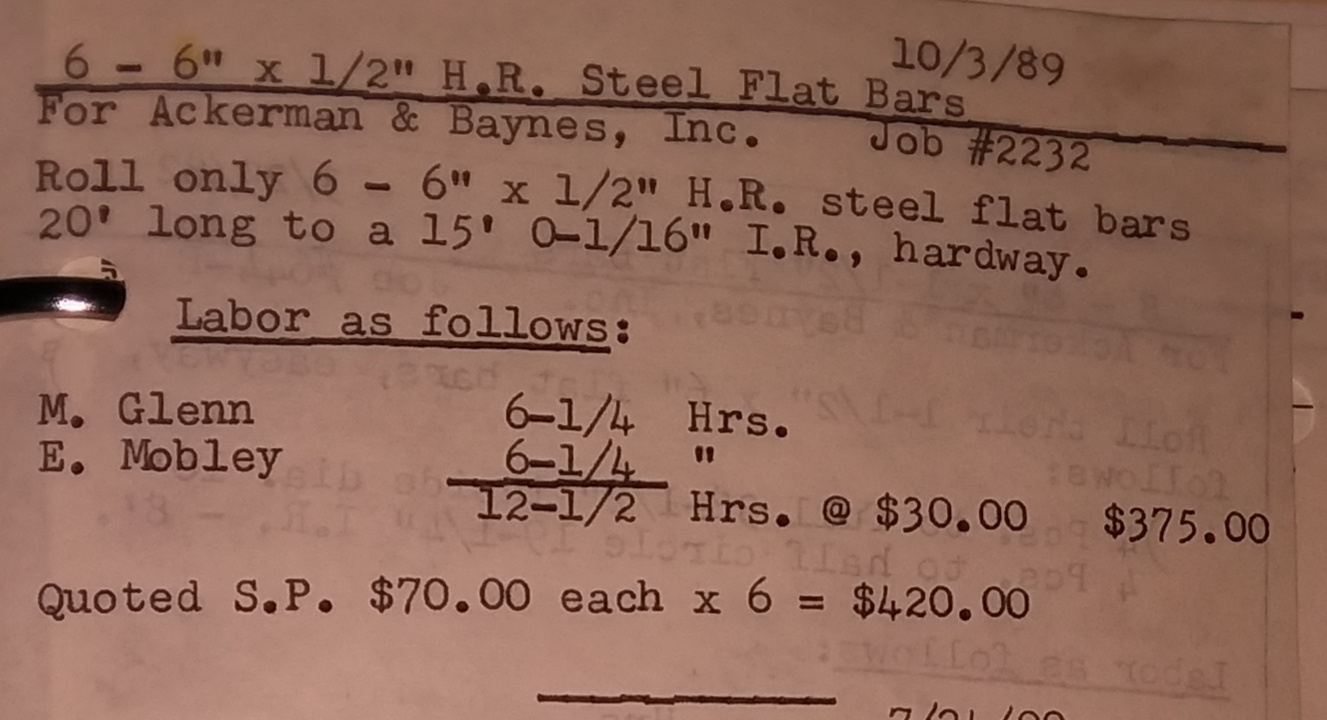 10/3/89
6 - 6" x 1/2" H.R. Steel Flat Bars
For Ackerman & Baynes, Inc. Job #2232
Roll only 6 - 6" x 1/2" H.R. steel flat bars
20' long to a 15' 0-1/16" I.R., hardway.
Labor as follows:
M. Glenn 6-1/4 Hrs.
E. Mobley 6-1/4 "
12-1/2 Hrs. @ $30.00 $375.00
Quoted S.P. $70.00 each x 6 = $420.00